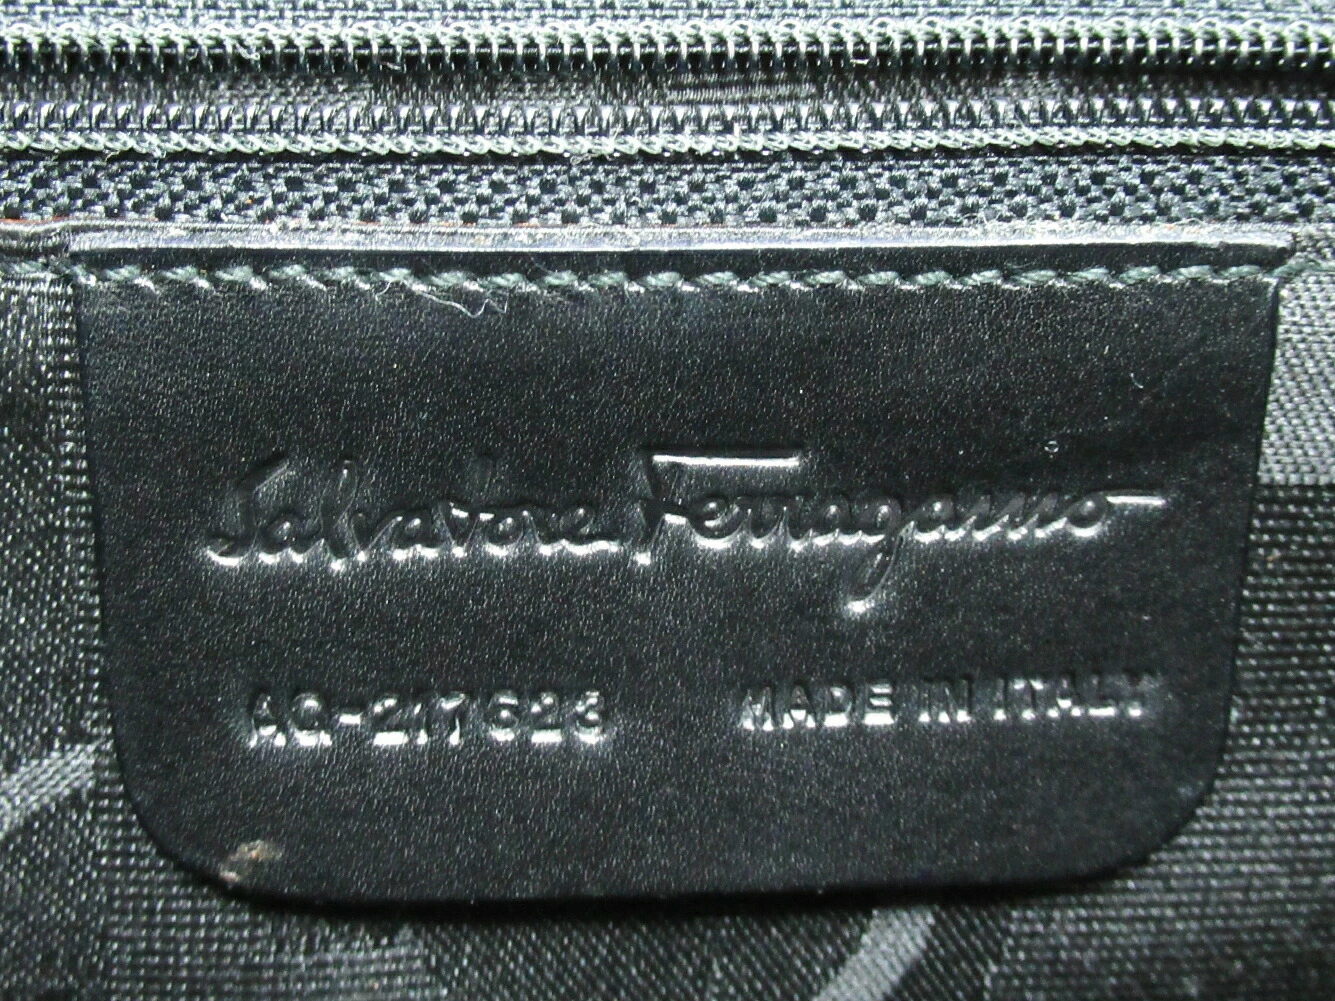 Salvatore Ferragamo
AQ-217623 MADE IN ITALY